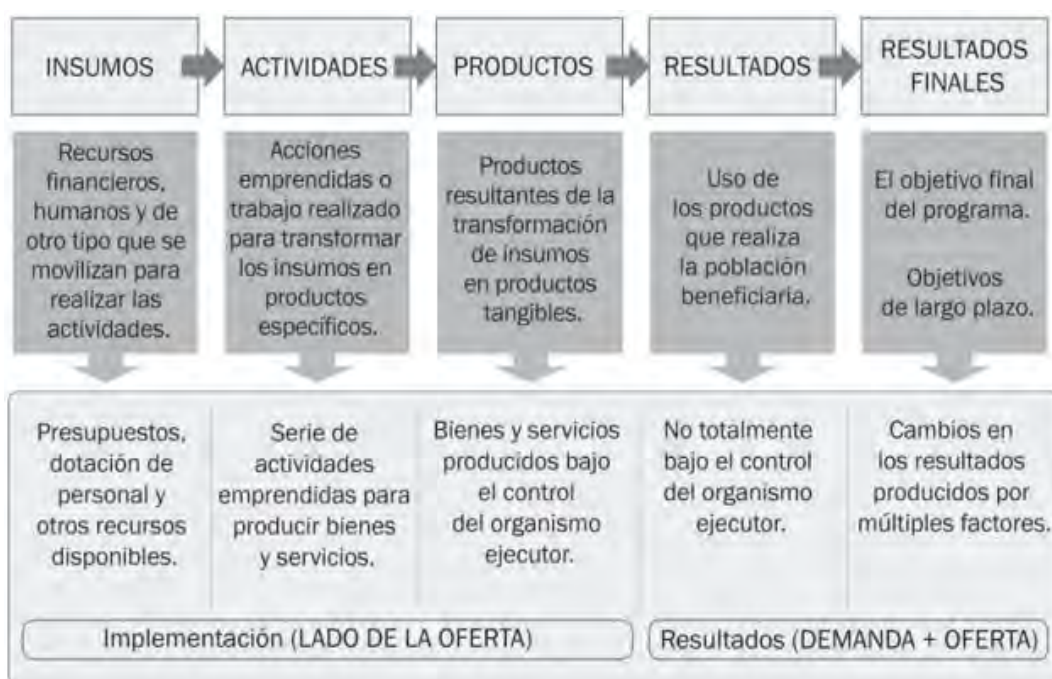 INSUMOS
ACTIVIDADES
PRODUCTOS
RESULTADOS
RESULTADOS
FINALES
Recursos
financieros,
humanos y de
otro tipo que se
movilizan para
realizar las
actividades.
Acciones
emprendidas o
trabajo realizado
para transformar
los insumos en
productos
específicos.
Productos
resultantes de la
transformación
de insumos
en productos
tangibles.
Uso de
los productos
que realiza
la población
beneficiaria.
El objetivo final
del programa.
Objetivos
de largo plazo.
Presupuestos,
dotación de
personal y
otros recursos
disponibles.
Serie de
actividades
emprendidas para
producir bienes
y servicios.
Bienes y servicios
producidos bajo
el control
del organismo
ejecutor.
No totalmente
bajo el control
del organismo
ejecutor.
Cambios en
los resultados
producidos por
múltiples factores.
Implementación (LADO DE LA OFERTA)
Resultados (DEMANDA + OFERTA)